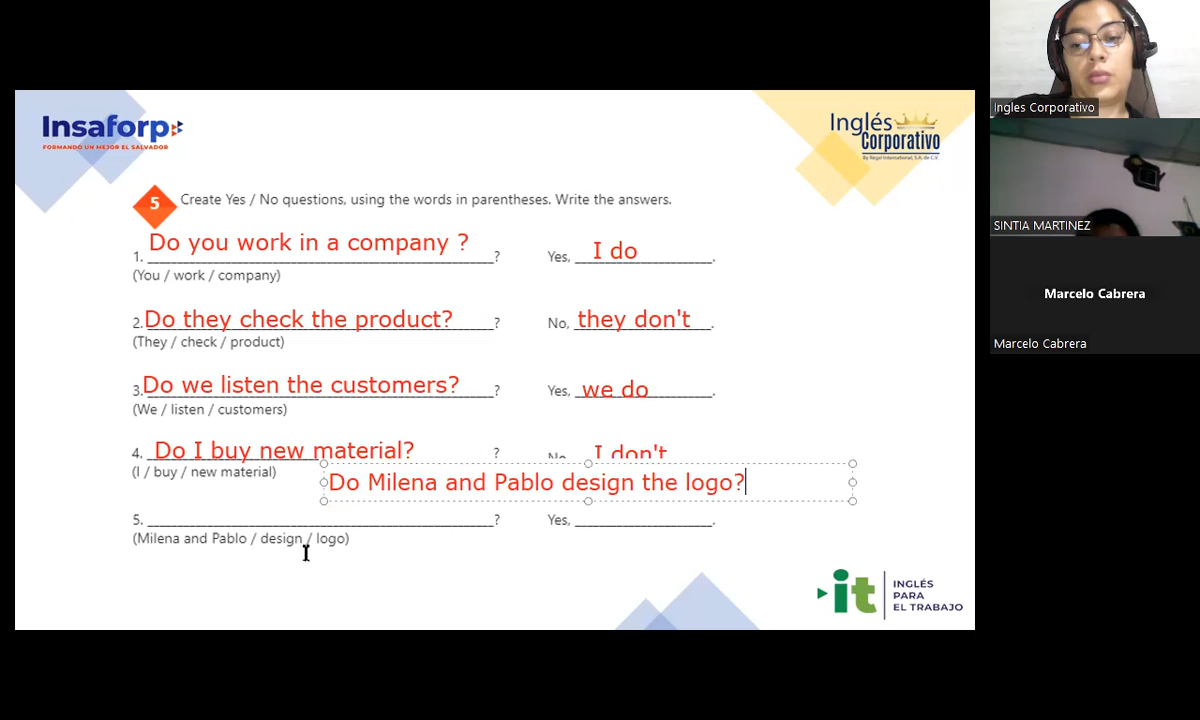 Insaforp
FORMANDO UN MEJOR EL SALVADOR
Inglés
Corporativo
By Regal International, S.A. de C.V.
5 Create Yes / No questions, using the words in parentheses. Write the answers.
1. Do you work in a company ? ? Yes, I do.
(You / work / company)
2. Do they check the product? ? No, they don't.
(They / check / product)
3. Do we listen the customers? ? Yes, we do.
(We / listen / customers)
4. Do I buy new material? ? No, I don't
(I / buy / new material)
Do Milena and Pablo design the logo?
5. ? Yes, .
(Milena and Pablo / design / logo)
it INGLÉS
PARA
EL TRABAJO
Ingles Corporativo
SINTIA MARTINEZ
Marcelo Cabrera
Marcelo Cabrera